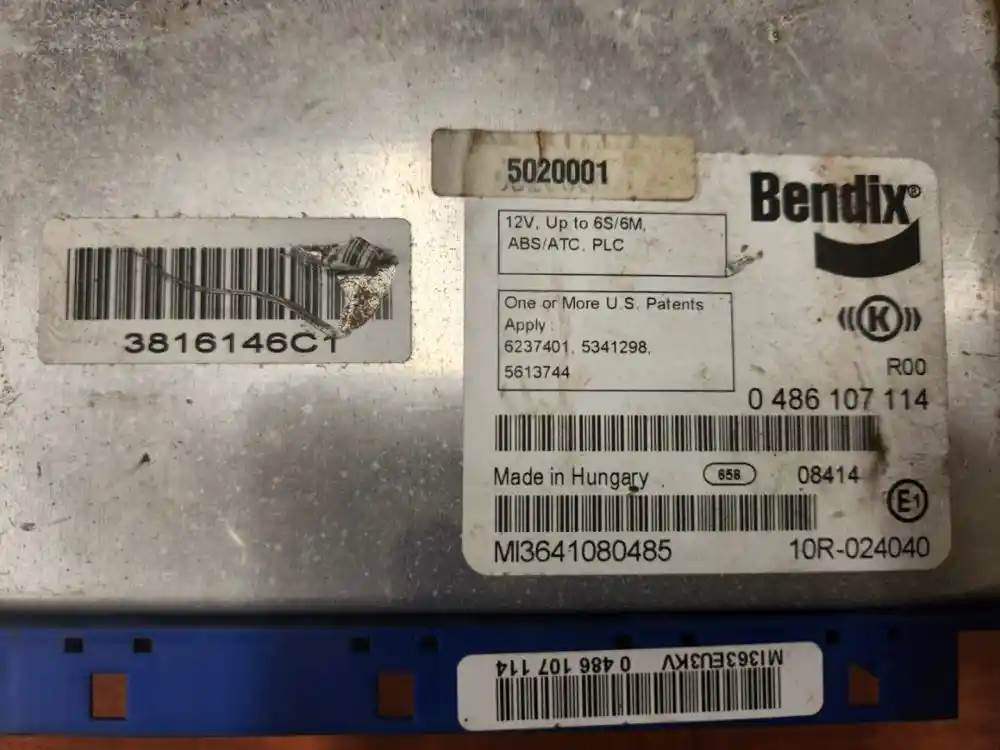 5020001
Bendix®
12V, Up to 6S/6M,
ABS/ATC, PLC
One or More U.S. Patents
Apply :
6237401, 5341298,
5613744
K
R00
0 486 107 114
Made in Hungary
658
08414
E1
MI3641080485
10R-024040
3816146C1
MI363EU3KV 0 486 107 114